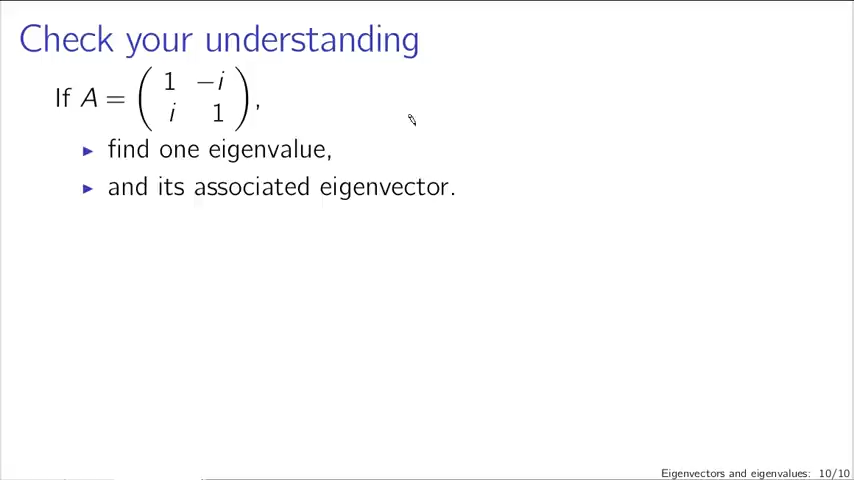 Check your understanding
If A = ( 1 −i
i 1 ),
▸ find one eigenvalue,
▸ and its associated eigenvector.
Eigenvectors and eigenvalues: 10/10